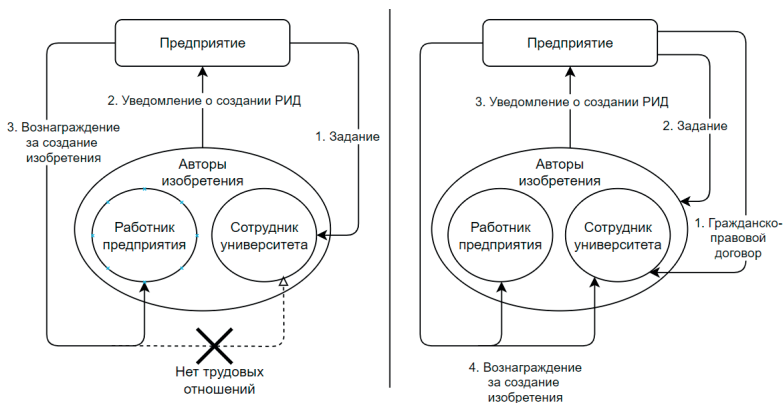 Предприятие
2. Уведомление о создании РИД
3. Вознаграждение
за создание
изобретения
1. Задание
Авторы
изобретения
Работник
предприятия
Сотрудник
университета
Нет трудовых
отношений
Предприятие
3. Уведомление о создании РИД
2. Задание
Авторы
изобретения
Работник
предприятия
Сотрудник
университета
1. Гражданско-
правовой
договор
4. Вознаграждение
за создание
изобретения